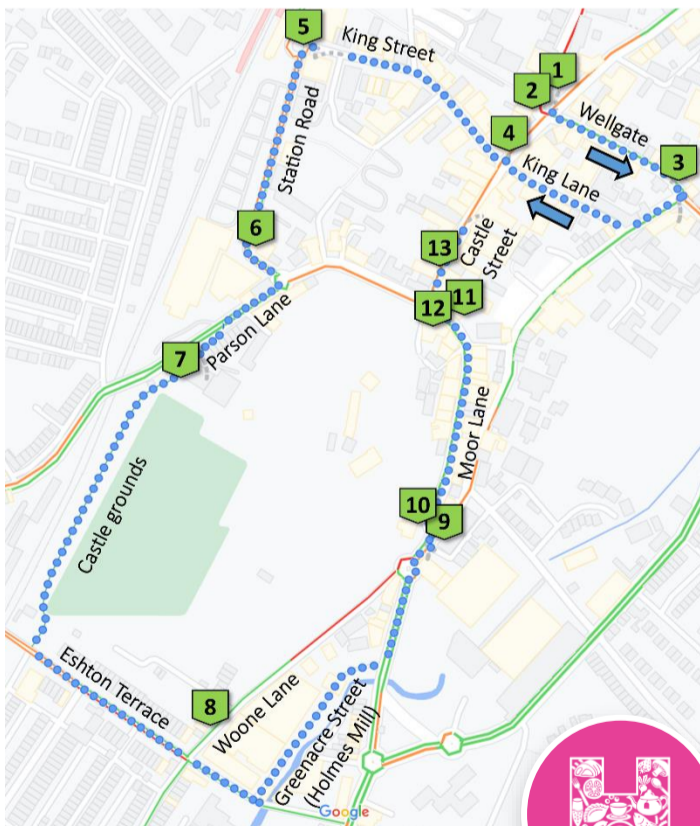 5
King Street
1
2
Wellgate
3
4
King Lane
Station Road
6
13
Castle
Street
11
12
Parson Lane
7
Moor Lane
Castle grounds
10
9
Eshton Terrace
8
Woone Lane
Greenacre Street
(Holmes Mill)
Google
H